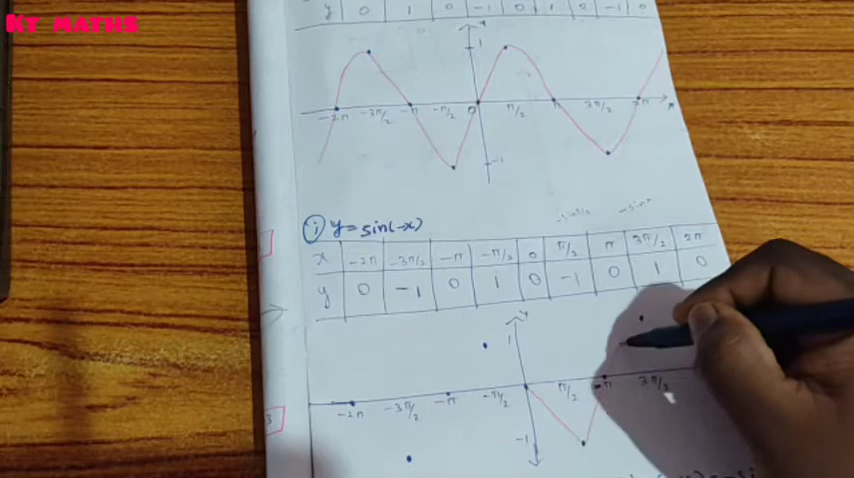 KT MATHS
y 0 1 0 -1 0 1 0 -1 0
y
1
-2π -3π/2 -π -π/2 0 π/2 π 3π/2 2π x
-1
(i) y = sin(-x)
x -2π -3π/2 -π -π/2 0 π/2 π 3π/2 2π
y 0 -1 0 1 0 -1 0 1 0
y
1
-2π -3π/2 -π -π/2 π/2 π 3π/2
3
-1